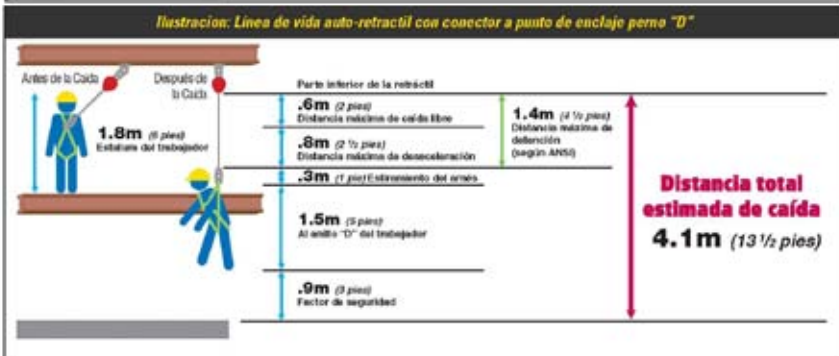 Ilustracion: Línea de vida auto-retractil con conector a punto de enclaje perno "D"
Antes de la Caída
Después de
la Caída
1.8m (6 pies)
Estatura del trabajador
Parte inferior de la retráctil
.6m (2 pies)
Distancia máxima de caída libre
.8m (2 ½ pies)
Distancia máxima de desaceleración
.3m (1 pie) Estiramiento del arnés
1.5m (5 pies)
Al anillo "D" del trabajador
.9m (3 pies)
Factor de seguridad
1.4m (4 ½ pies)
Distancia máxima de
detención
(según ANSI)
Distancia total
estimada de caída
4.1m (13 ½ pies)